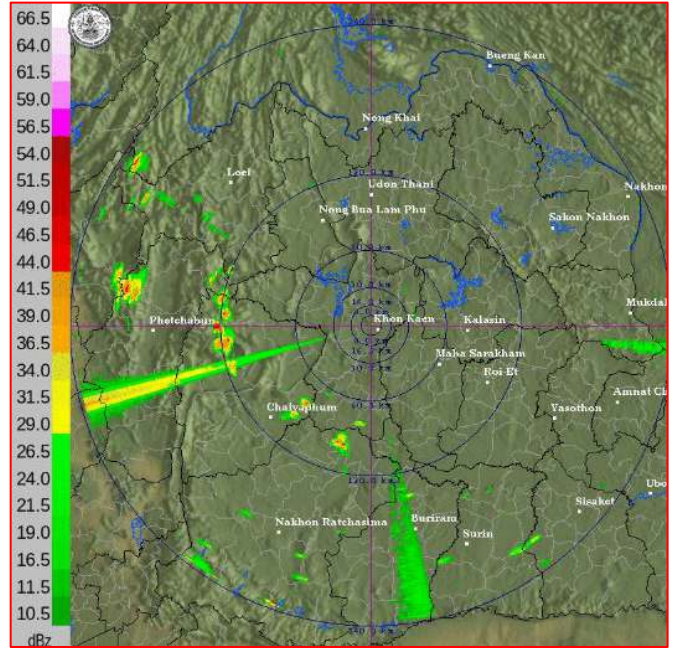 66.5
64.0
61.5
59.0
56.5
54.0
51.5
49.0
46.5
44.0
41.5
39.0
36.5
34.0
31.5
29.0
26.5
24.0
21.5
19.0
16.5
11.5
10.5
dBz
Bueng Kan
Nong Khai
Loei
Udon Thani
Nakhon
Nong Bua Lam Phu
Sakon Nakhon
Mukdal
Phetchabun
Khon Kaen
Kalasin
Maha Sarakham
Roi Et
Amnat Ch
Chaiyaphum
Yasothon
Ubo
Sisaket
Nakhon Ratchasima
Buriram
Surin